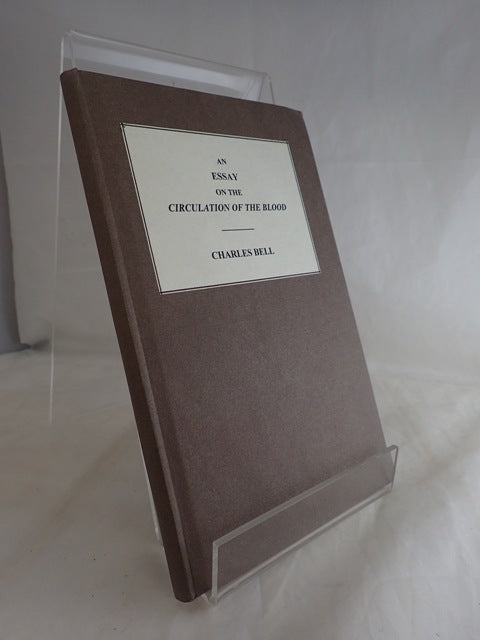 AN
ESSAY
ON THE
CIRCULATION OF THE BLOOD
CHARLES BELL